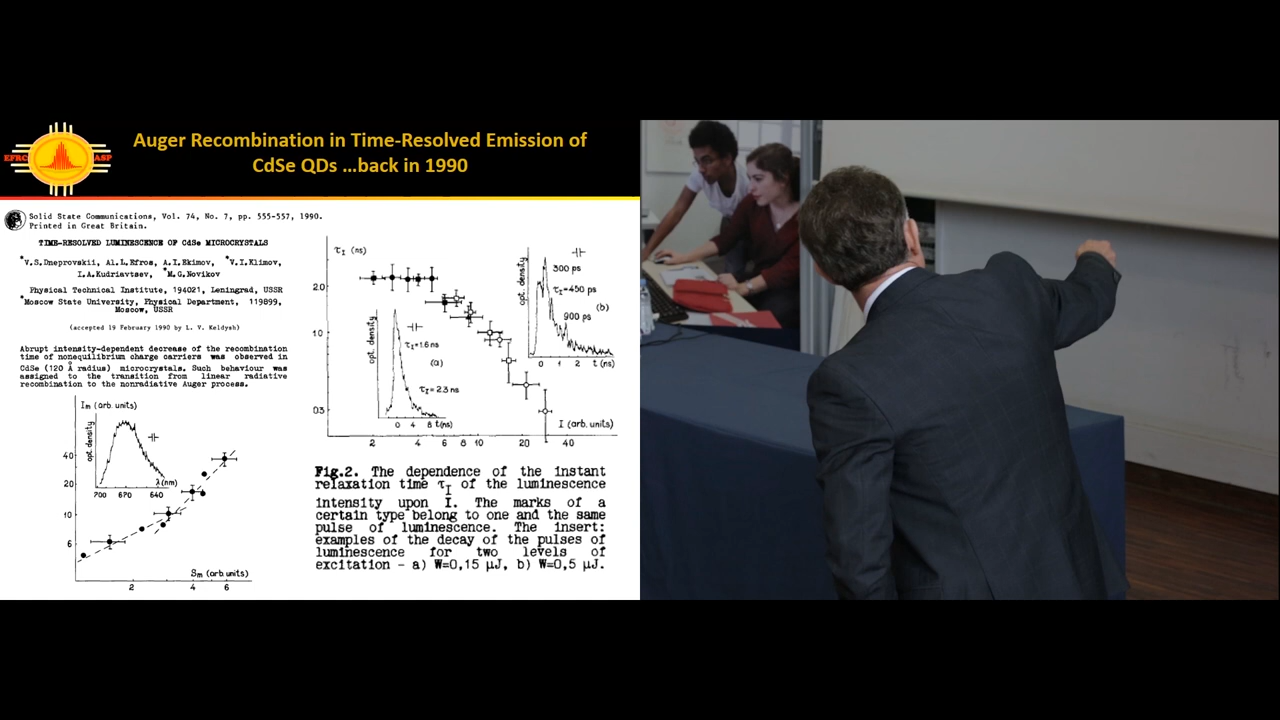 EFRC ASP
Auger Recombination in Time-Resolved Emission of
CdSe QDs …back in 1990
Solid State Communications, Vol. 74, No. 7, pp. 555-557, 1990.
Printed in Great Britain.
TIME-RESOLVED LUMINESCENCE OF CdSe MICROCRYSTALS
*V.S.Dneprovskii, Al.L.Efros, A.I.Ekimov, *V.I.Klimov,
I.A.Kudriavtsev, *M.G.Novikov
Physical Technical Institute, 194021, Leningrad, USSR
*Moscow State University, Physical Department, 119899,
Moscow, USSR
(accepted 19 February 1990 by L. V. Keldysh)
Abrupt intensity-dependent decrease of the recombination
time of nonequilibrium charge carriers was observed in
CdSe (120 Å radius) microcrystals. Such behaviour was
assigned to the transition from linear radiative
recombination to the nonradiative Auger process.
Im (arb. units)
opt. density
λ(nm)
700 670 640
40
20
10
6
Sm (arb. units)
2 4 6
τI (ns)
2.0
1.0
0.3
opt. density
τI=1.6 ns
(a)
τI=2.3 ns
0 4 8 t(ns)
opt. density
300 ps
τI=450 ps
(b)
900 ps
0 1 2 t (ns)
I (arb. units)
2 4 6 8 10 20 40
Fig.2. The dependence of the instant
relaxation time τI of the luminescence
intensity upon I. The marks of a
certain type belong to one and the same
pulse of luminescence. The insert:
examples of the decay of the pulses of
luminescence for two levels of
excitation - a) W=0,15 μJ, b) W=0,5 μJ.